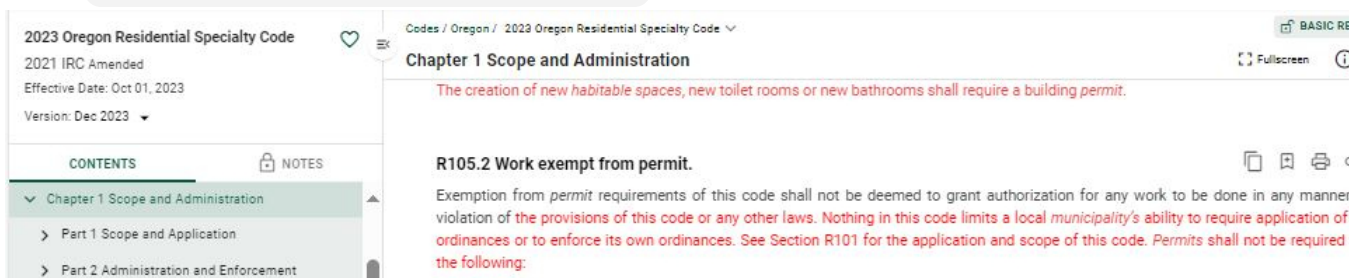 2023 Oregon Residential Specialty Code
2021 IRC Amended
Effective Date: Oct 01, 2023
Version: Dec 2023
CONTENTS
NOTES
Chapter 1 Scope and Administration
Part 1 Scope and Application
Part 2 Administration and Enforcement
Codes / Oregon / 2023 Oregon Residential Specialty Code
BASIC RE
Chapter 1 Scope and Administration
Fullscreen
The creation of new habitable spaces, new toilet rooms or new bathrooms shall require a building permit.
R105.2 Work exempt from permit.
Exemption from permit requirements of this code shall not be deemed to grant authorization for any work to be done in any manner
violation of the provisions of this code or any other laws. Nothing in this code limits a local municipality's ability to require application of
ordinances or to enforce its own ordinances. See Section R101 for the application and scope of this code. Permits shall not be required
the following: